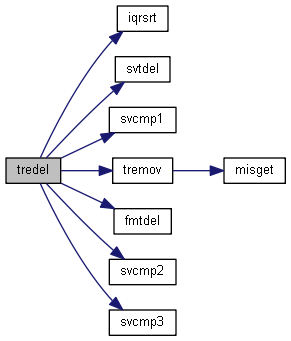 iqrsrt
svtdel
svcmp1
tredel
tremov
misget
fmtdel
svcmp2
svcmp3